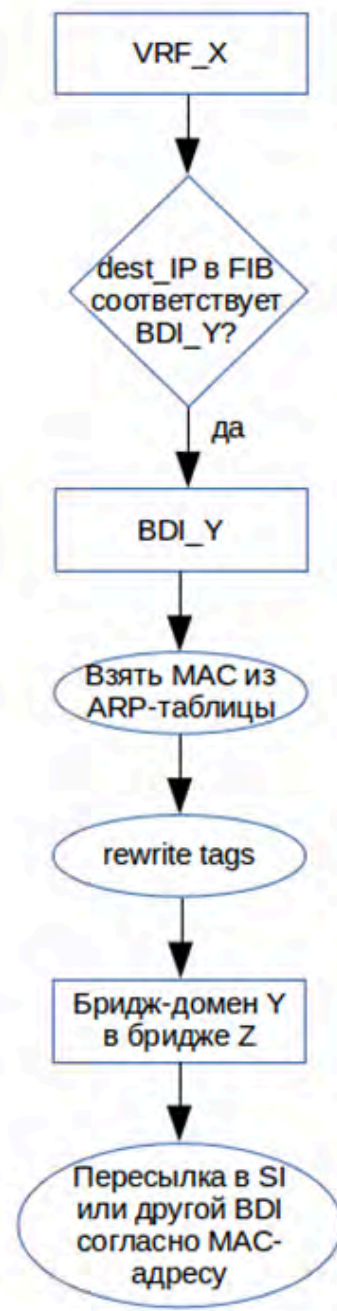 VRF_X
dest_IP в FIB
соответствует
BDI_Y?
да
BDI_Y
Взять MAC из
ARP-таблицы
rewrite tags
Бридж-домен Y
в бридже Z
Пересылка в SI
или другой BDI
согласно MAC-
адресу